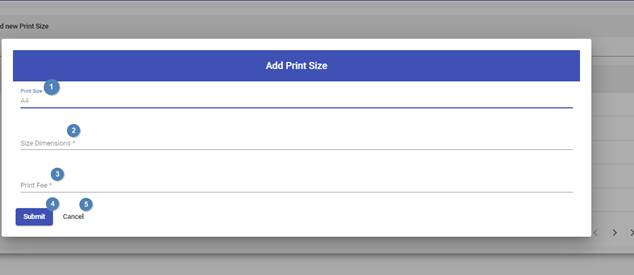 d new Print Size
Add Print Size
Print Size 1
A4
2
Size Dimensions *
3
Print Fee *
4 5
Submit Cancel